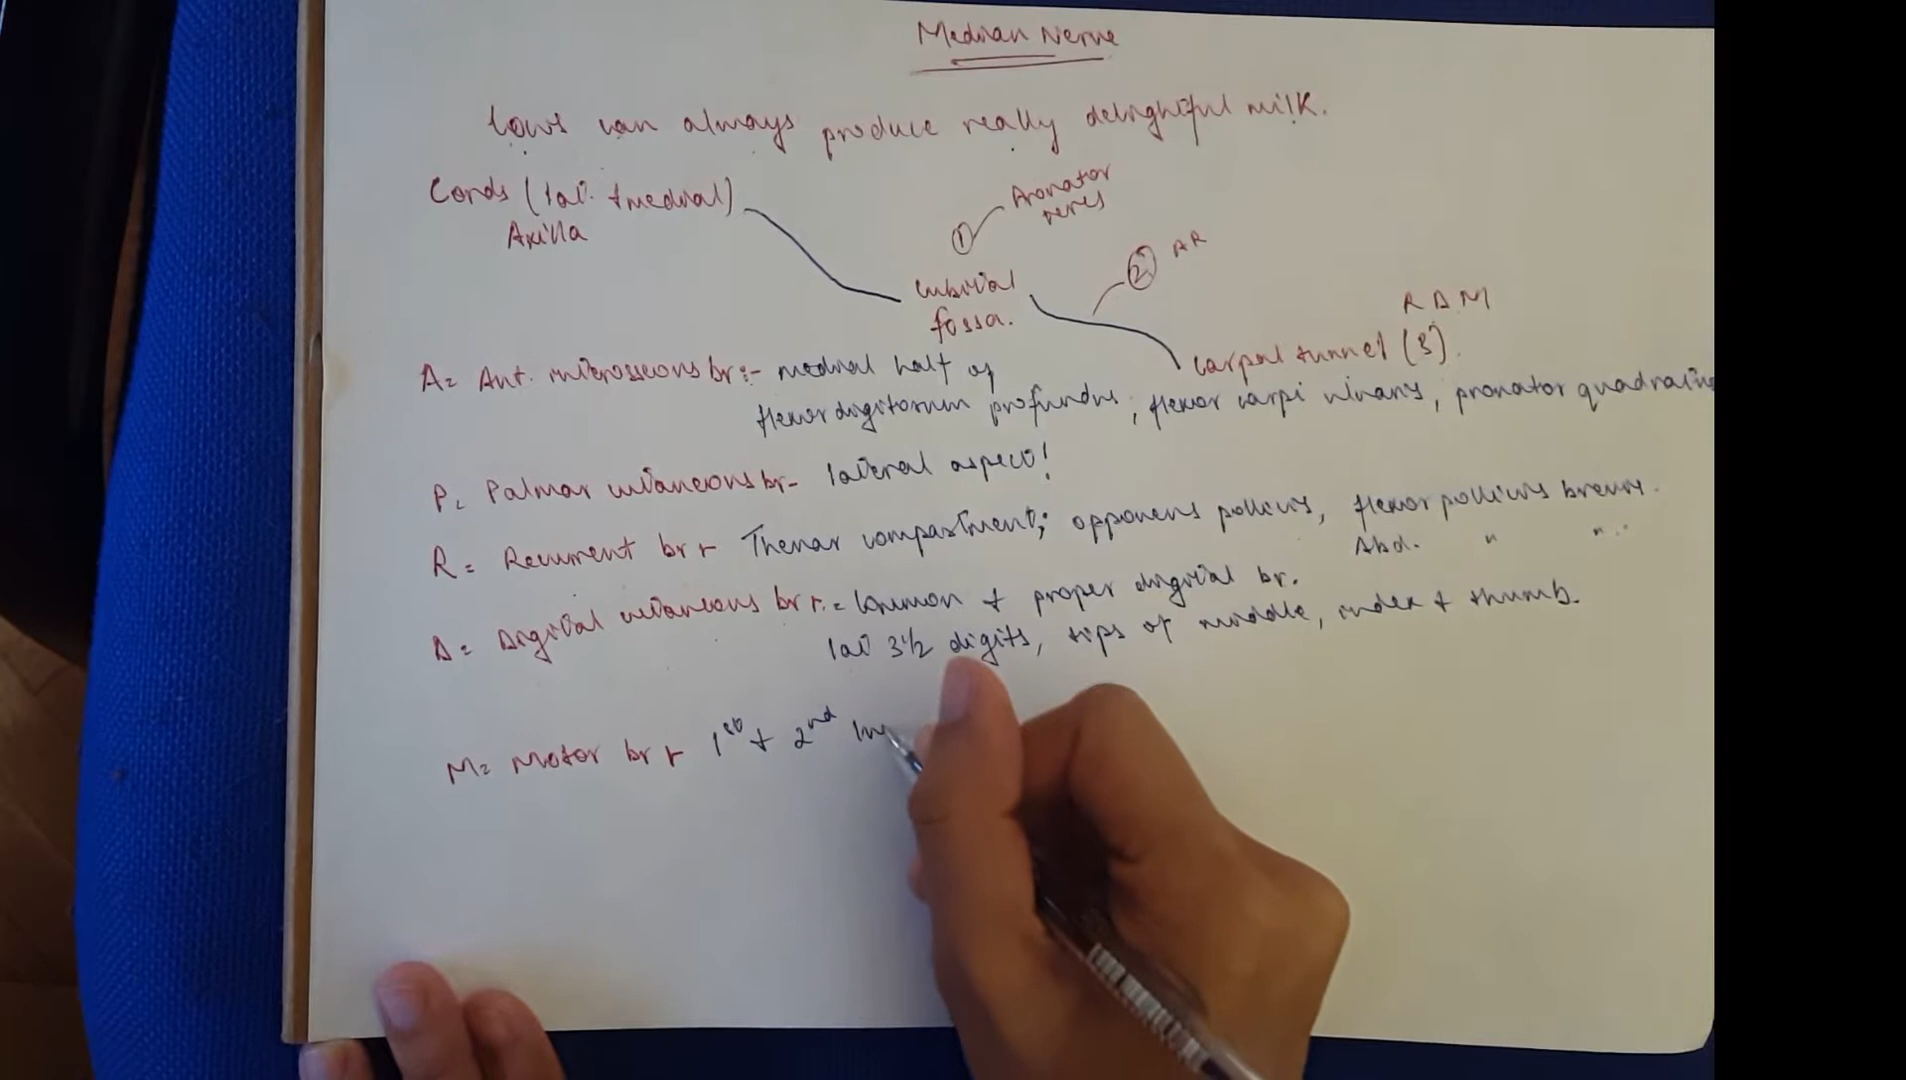 Median Nerve
Cows can always produce really delightful milk.
Cords (lat. + medial)
Axilla
① Pronator
teres
② AP
Cubital
fossa.
R D M
Carpal tunnel (3).
A= Ant. interosseous br:- medial half of
flexor digitorum profundus, flexor carpi ulnaris, pronator quadratus
P= Palmar cutaneous br- lateral aspect
R= Recurrent br + Thenar compartment; opponens pollicis, flexor pollicis brevis.
Abd. " ".
D= Digital cutaneous br r:= Common + proper digital br.
lat 3½ digits, tips of middle, index + thumb.
M= Motor br + 1st + 2nd lu